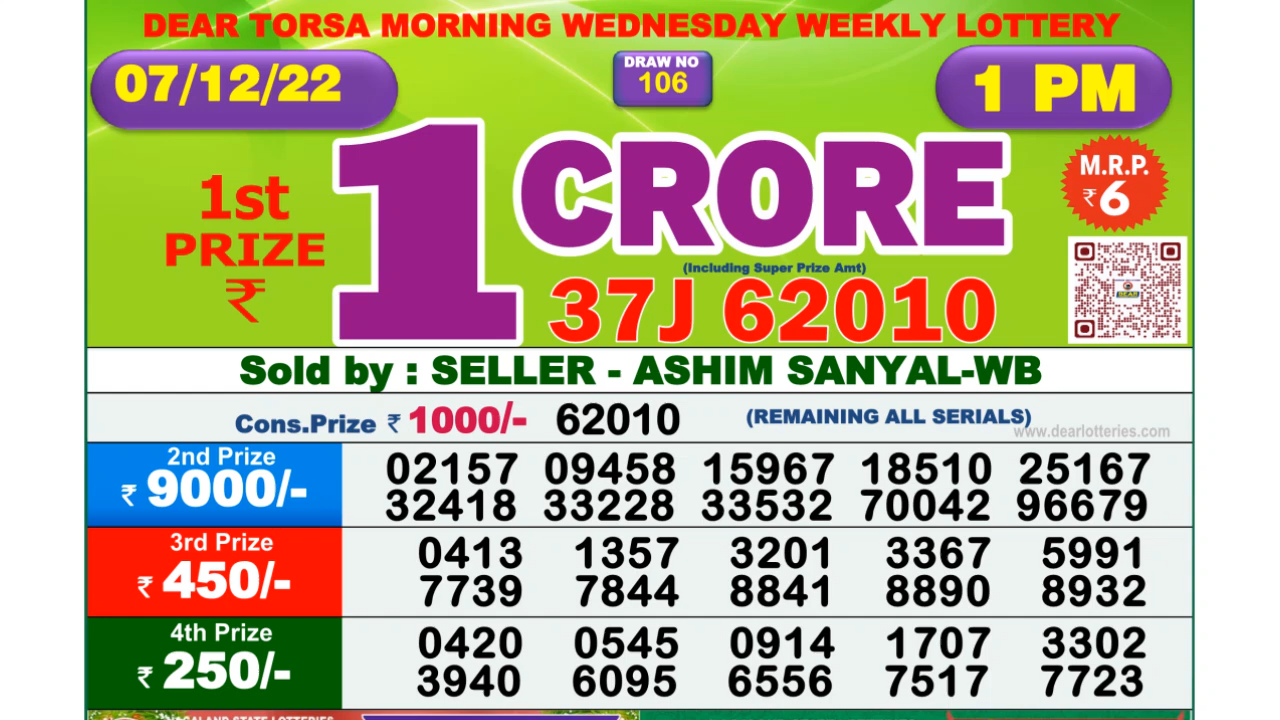 DEAR TORSA MORNING WEDNESDAY WEEKLY LOTTERY
07/12/22
DRAW NO
106
1 PM
1st
PRIZE
₹
1 CRORE
(Including Super Prize Amt)
37J 62010
M.R.P.
₹ 6
DEAR
Sold by : SELLER - ASHIM SANYAL-WB
Cons.Prize ₹ 1000/- 62010 (REMAINING ALL SERIALS)
www.dearlotteries.com
2nd Prize
₹ 9000/-
02157 09458 15967 18510 25167
32418 33228 33532 70042 96679
3rd Prize
₹ 450/-
0413 1357 3201 3367 5991
7739 7844 8841 8890 8932
4th Prize
₹ 250/-
0420 0545 0914 1707 3302
3940 6095 6556 7517 7723
GALAND STATE LOTTERIES